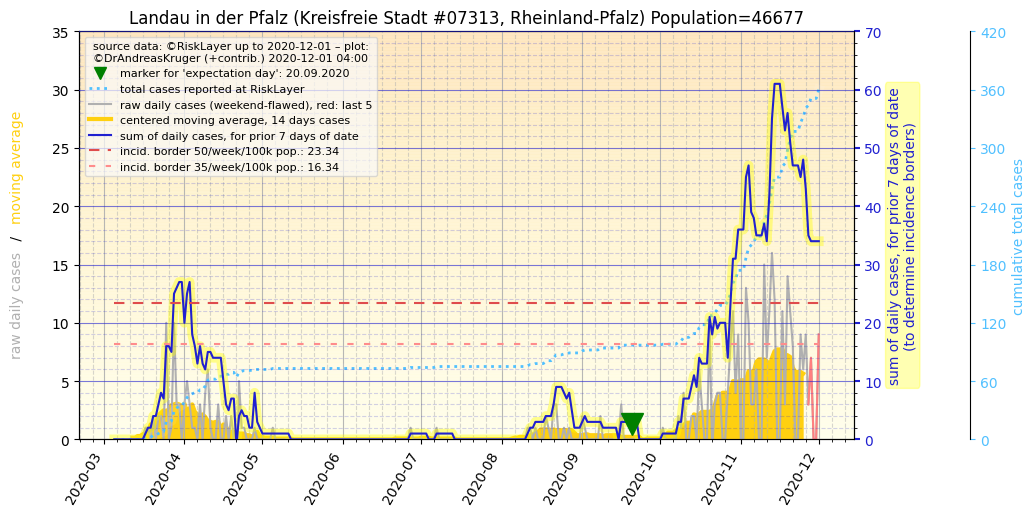 Landau in der Pfalz (Kreisfreie Stadt #07313, Rheinland-Pfalz) Population=46677
source data: ©RiskLayer up to 2020-12-01 – plot:
©DrAndreasKruger (+contrib.) 2020-12-01 04:00
marker for 'expectation day': 20.09.2020
total cases reported at RiskLayer
raw daily cases (weekend-flawed), red: last 5
centered moving average, 14 days cases
sum of daily cases, for prior 7 days of date
incid. border 50/week/100k pop.: 23.34
incid. border 35/week/100k pop.: 16.34
raw daily cases / moving average
35
30
25
20
15
10
5
0
70
60
50
40
30
20
10
0
sum of daily cases, for prior 7 days of date
(to determine incidence borders)
420
360
300
240
180
120
60
0
cumulative total cases
2020-03
2020-04
2020-05
2020-06
2020-07
2020-08
2020-09
2020-10
2020-11
2020-12